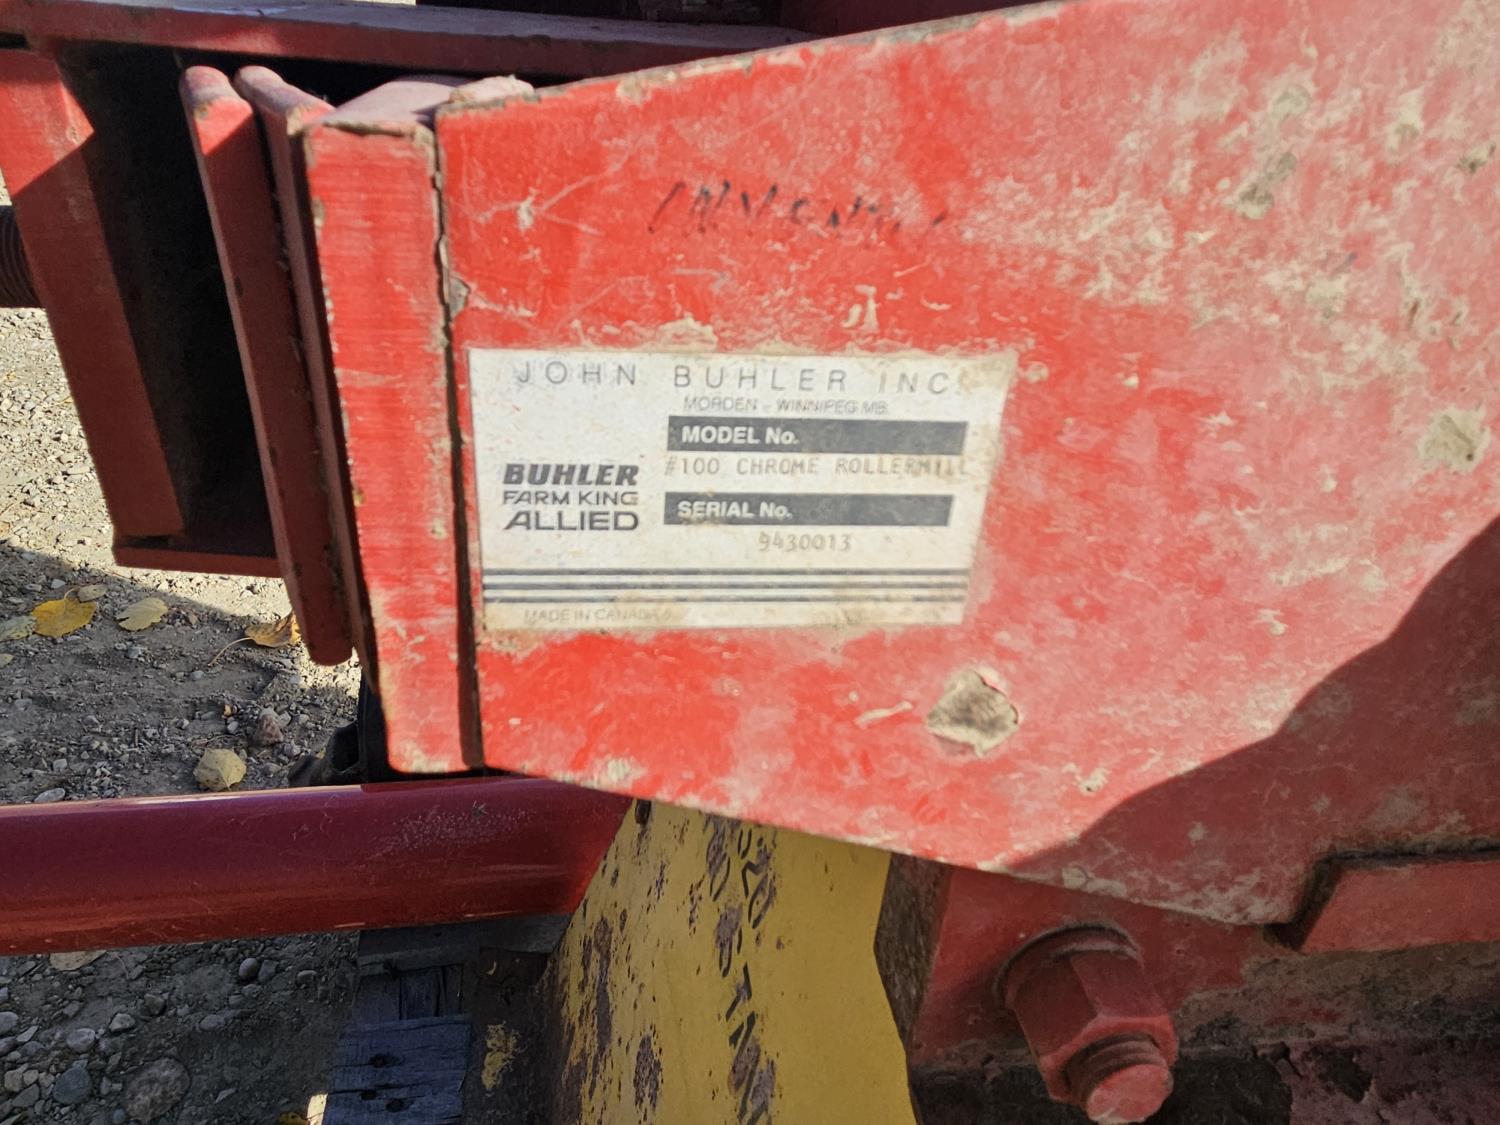 JOHN BUHLER INC.
MORDEN - WINNIPEG MB.
MODEL No.
#100 CHROME ROLLERMILL
BUHLER
FARM KING
ALLIED
SERIAL No.
9430013
MADE IN CANADA